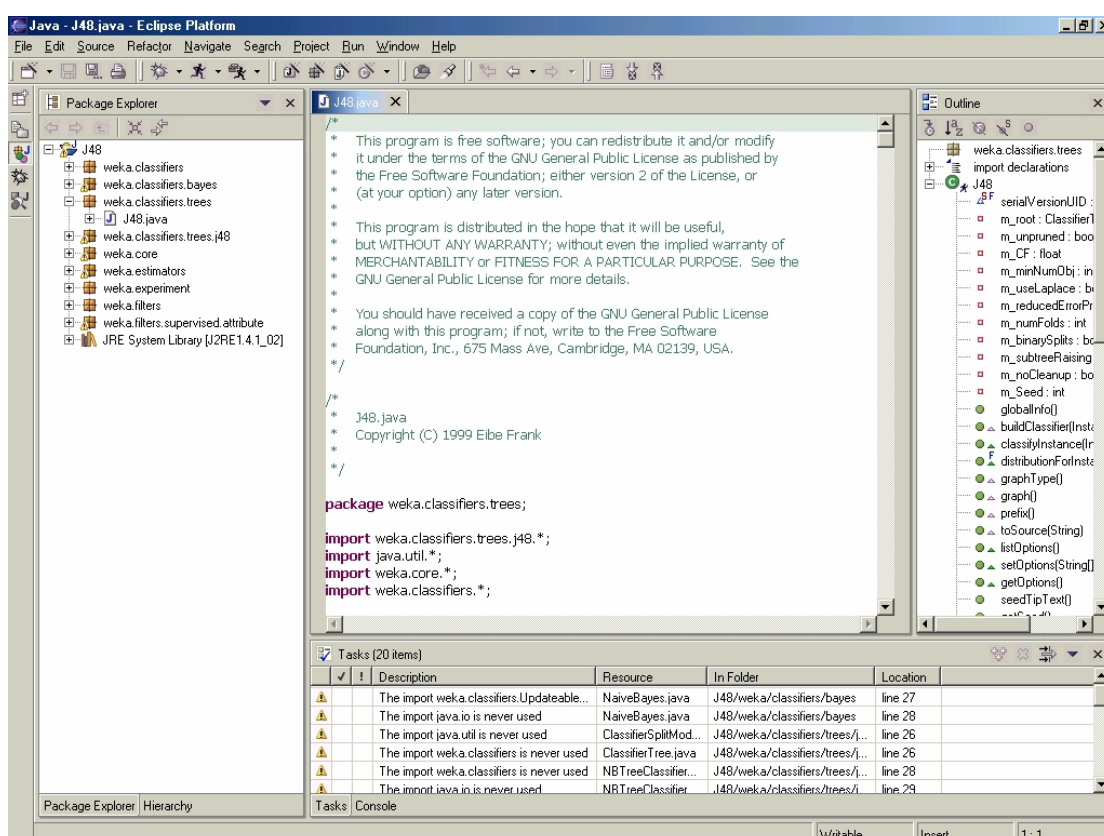 Java - J48.java - Eclipse Platform
File Edit Source Refactor Navigate Search Project Run Window Help
Package Explorer
J48
weka.classifiers
weka.classifiers.bayes
weka.classifiers.trees
J48.java
weka.classifiers.trees.j48
weka.core
weka.estimators
weka.experiment
weka.filters
weka.filters.supervised.attribute
JRE System Library [J2RE1.4.1_02]
Package Explorer Hierarchy
J48.java
/*
* This program is free software; you can redistribute it and/or modify
* it under the terms of the GNU General Public License as published by
* the Free Software Foundation; either version 2 of the License, or
* (at your option) any later version.
*
* This program is distributed in the hope that it will be useful,
* but WITHOUT ANY WARRANTY; without even the implied warranty of
* MERCHANTABILITY or FITNESS FOR A PARTICULAR PURPOSE. See the
* GNU General Public License for more details.
*
* You should have received a copy of the GNU General Public License
* along with this program; if not, write to the Free Software
* Foundation, Inc., 675 Mass Ave, Cambridge, MA 02139, USA.
*/
/*
* J48.java
* Copyright (C) 1999 Eibe Frank
*
*/
package weka.classifiers.trees;
import weka.classifiers.trees.j48.*;
import java.util.*;
import weka.core.*;
import weka.classifiers.*;
Outline
weka.classifiers.trees
import declarations
J48
serialVersionUID :
m_root : Classifier
m_unpruned : boo
m_CF : float
m_minNumObj : in
m_useLaplace : b
m_reducedErrorPr
m_numFolds : int
m_binarySplits : bo
m_subtreeRaising
m_noCleanup : bo
m_Seed : int
globalInfo()
buildClassifier(Insta
classifyInstance(Ir
distributionForInsta
graphType()
graph()
prefix()
toSource(String)
listOptions()
setOptions(String[]
getOptions()
seedTipText()
Tasks (20 items)
! Description Resource In Folder Location
The import weka.classifiers.Updateable... NaiveBayes.java J48/weka/classifiers/bayes line 27
The import java.io is never used NaiveBayes.java J48/weka/classifiers/bayes line 28
The import java.util is never used ClassifierSplitMod... J48/weka/classifiers/trees/j... line 26
The import weka.classifiers is never used ClassifierTree.java J48/weka/classifiers/trees/j... line 26
The import weka.classifiers is never used NBTreeClassifier... J48/weka/classifiers/trees/j... line 28
The import java.io is never used NBTreeClassifier J48/weka/classifiers/trees/j line 29
Tasks Console
Writable Insert 1 : 1